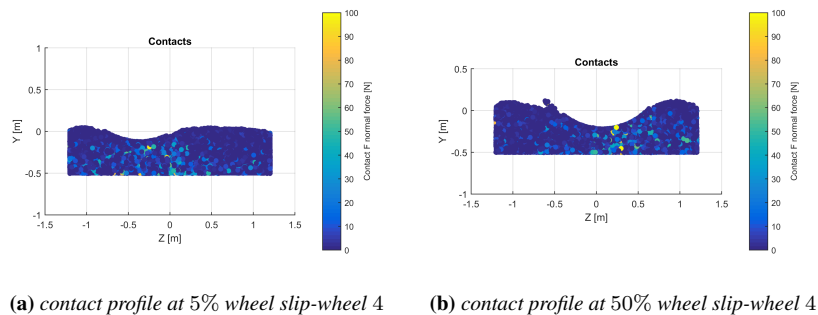 Contacts
Y [m]
1
0.5
0
-0.5
-1
-1.5 -1 -0.5 0 0.5 1 1.5
Z [m]
100
90
80
70
60
50
40
30
20
10
0
Contact F normal force [N]
(a) contact profile at 5% wheel slip-wheel 4
Contacts
Y [m]
0.5
0
-0.5
-1
-1.5 -1 -0.5 0 0.5 1 1.5
Z [m]
100
90
80
70
60
50
40
30
20
10
0
Contact F normal force [N]
(b) contact profile at 50% wheel slip-wheel 4